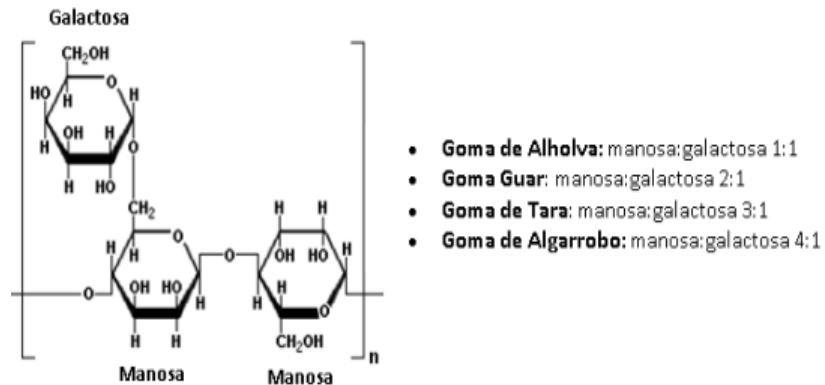 Galactosa
CH₂OH
O
HO H H
OH H
H O
H HO
CH₂
H H
O O
H HO
OH HO H
O H H
H H O
H H CH₂OH
n
Manosa Manosa
• Goma de Alholva: manosa:galactosa 1:1
• Goma Guar: manosa:galactosa 2:1
• Goma de Tara: manosa:galactosa 3:1
• Goma de Algarrobo: manosa:galactosa 4:1